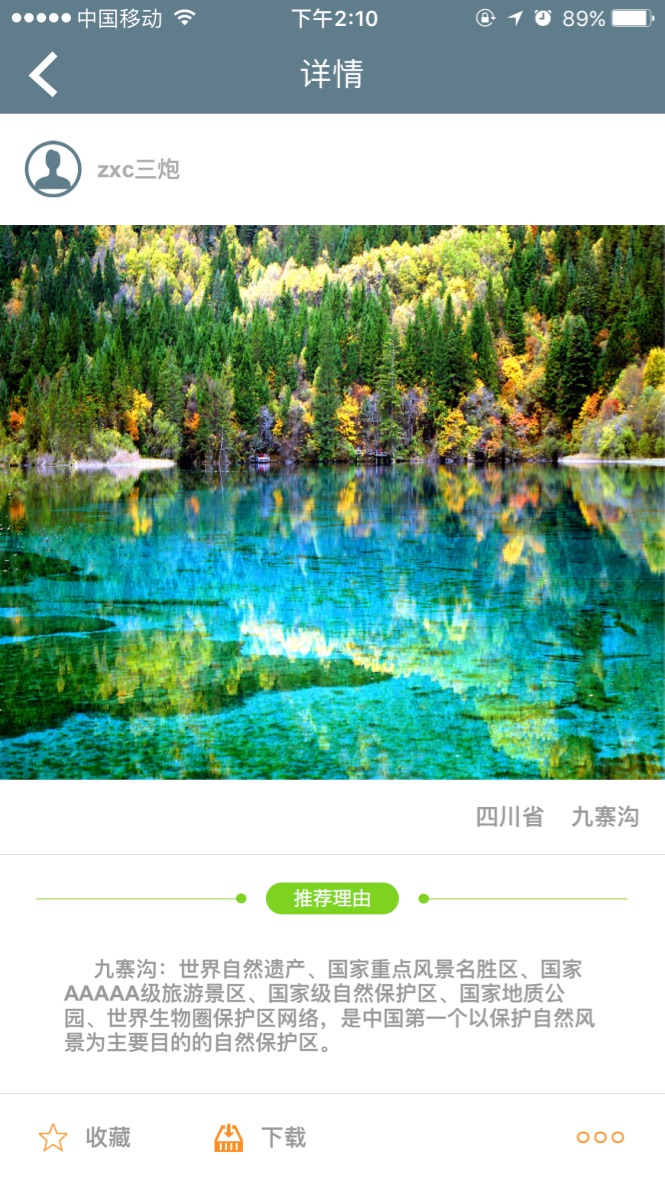 中国移动 下午2:10 89%
详情
zxc三炮
四川省 九寨沟
推荐理由
九寨沟：世界自然遗产、国家重点风景名胜区、国家
AAAAA级旅游景区、国家级自然保护区、国家地质公
园、世界生物圈保护区网络，是中国第一个以保护自然风
景为主要目的的自然保护区。
收藏 下载